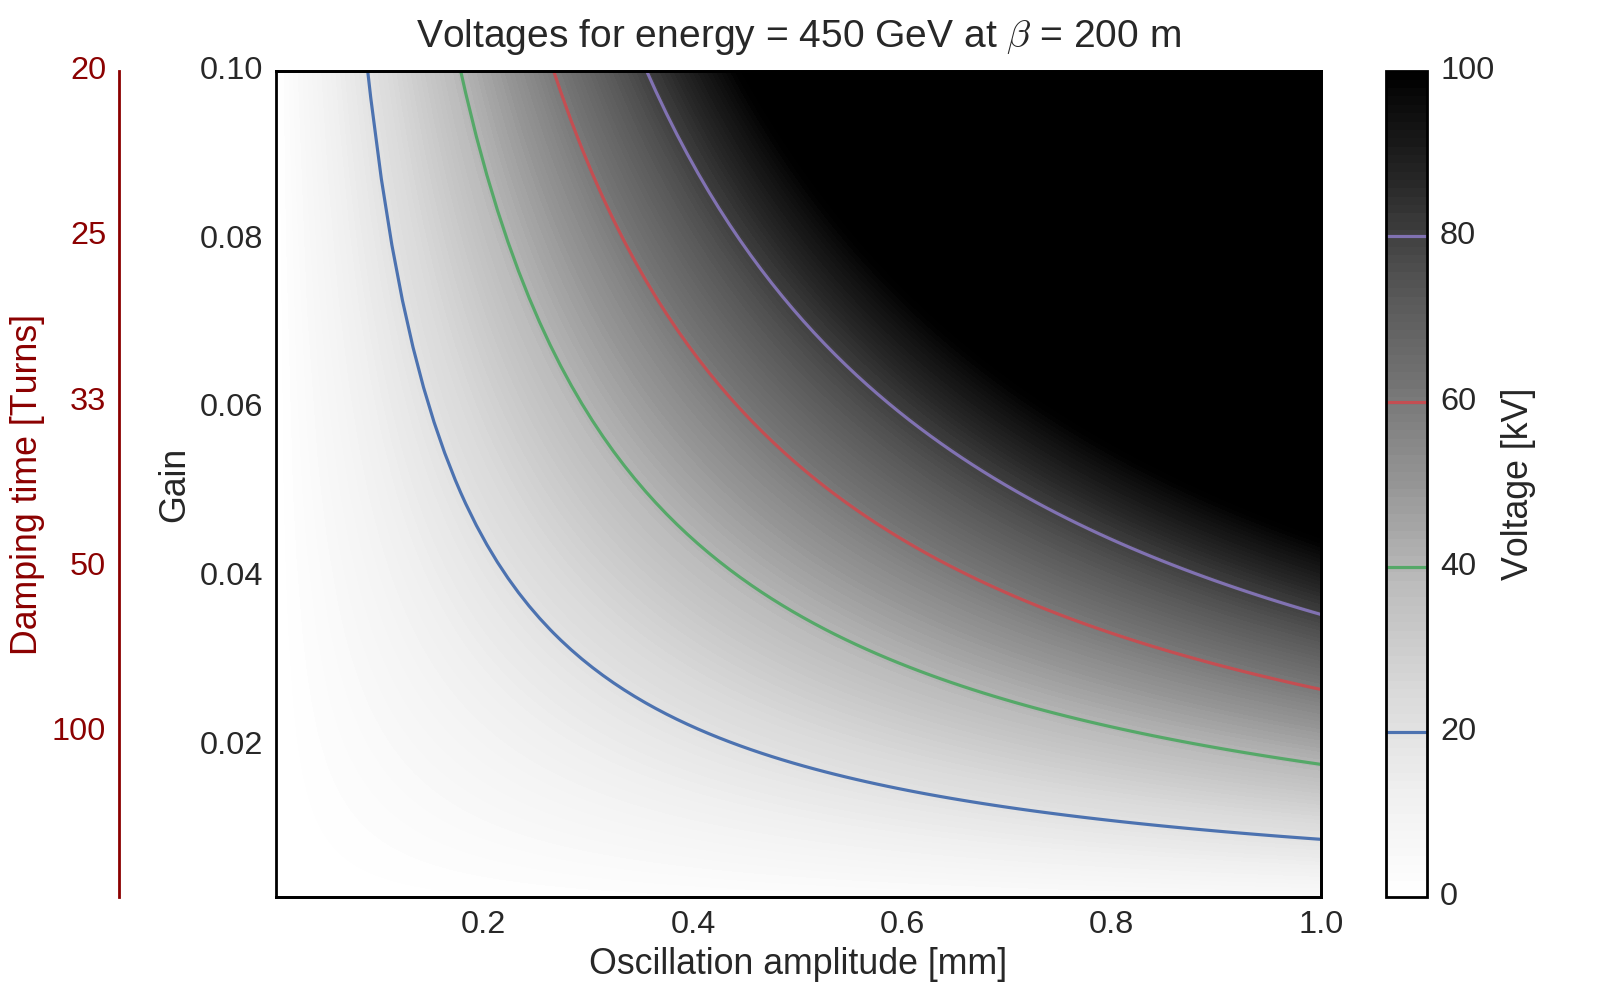 Voltages for energy = 450 GeV at β = 200 m
Damping time [Turns]
20
25
33
50
100
Gain
0.10
0.08
0.06
0.04
0.02
0.2 0.4 0.6 0.8 1.0
Oscillation amplitude [mm]
100
80
60
40
20
0
Voltage [kV]